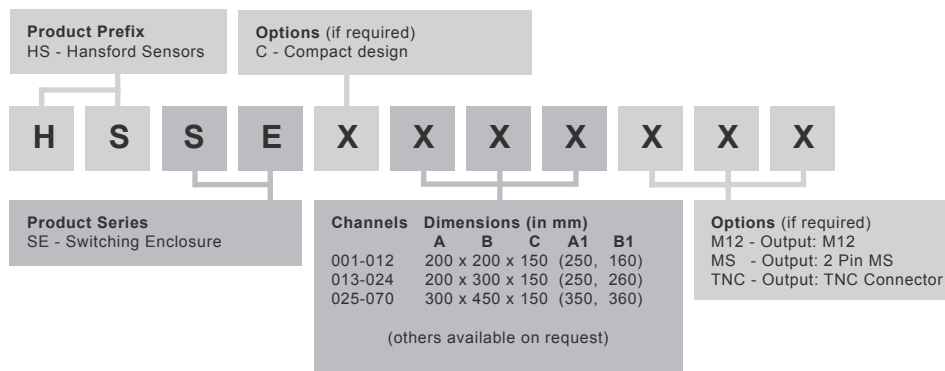 Product Prefix
HS - Hansford Sensors
Options (if required)
C - Compact design
H S S E X X X X X X X
Product Series
SE - Switching Enclosure
Channels Dimensions (in mm)
A B C A1 B1
001-012 200 x 200 x 150 (250, 160)
013-024 200 x 300 x 150 (250, 260)
025-070 300 x 450 x 150 (350, 360)
(others available on request)
Options (if required)
M12 - Output: M12
MS - Output: 2 Pin MS
TNC - Output: TNC Connector